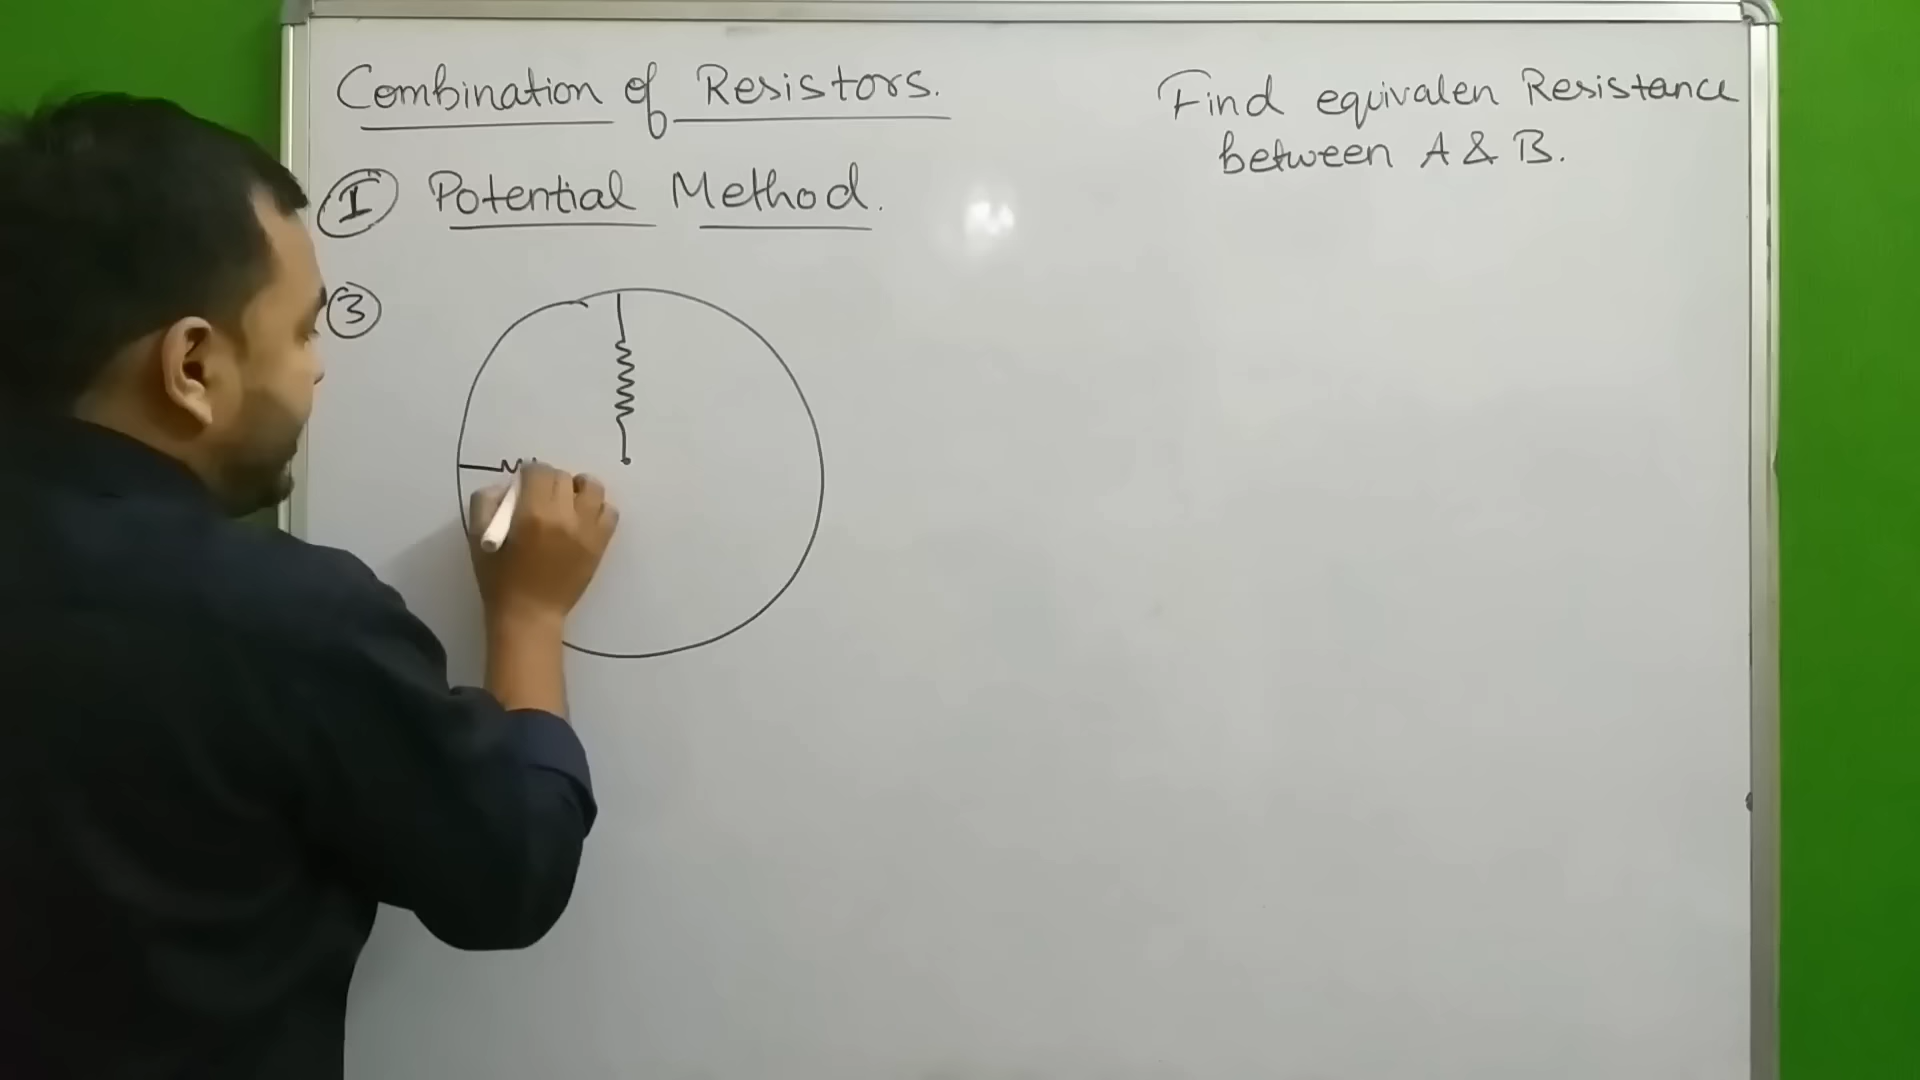 Combination of Resistors.
Find equivalen Resistance
between A & B.
I Potential Method.
3